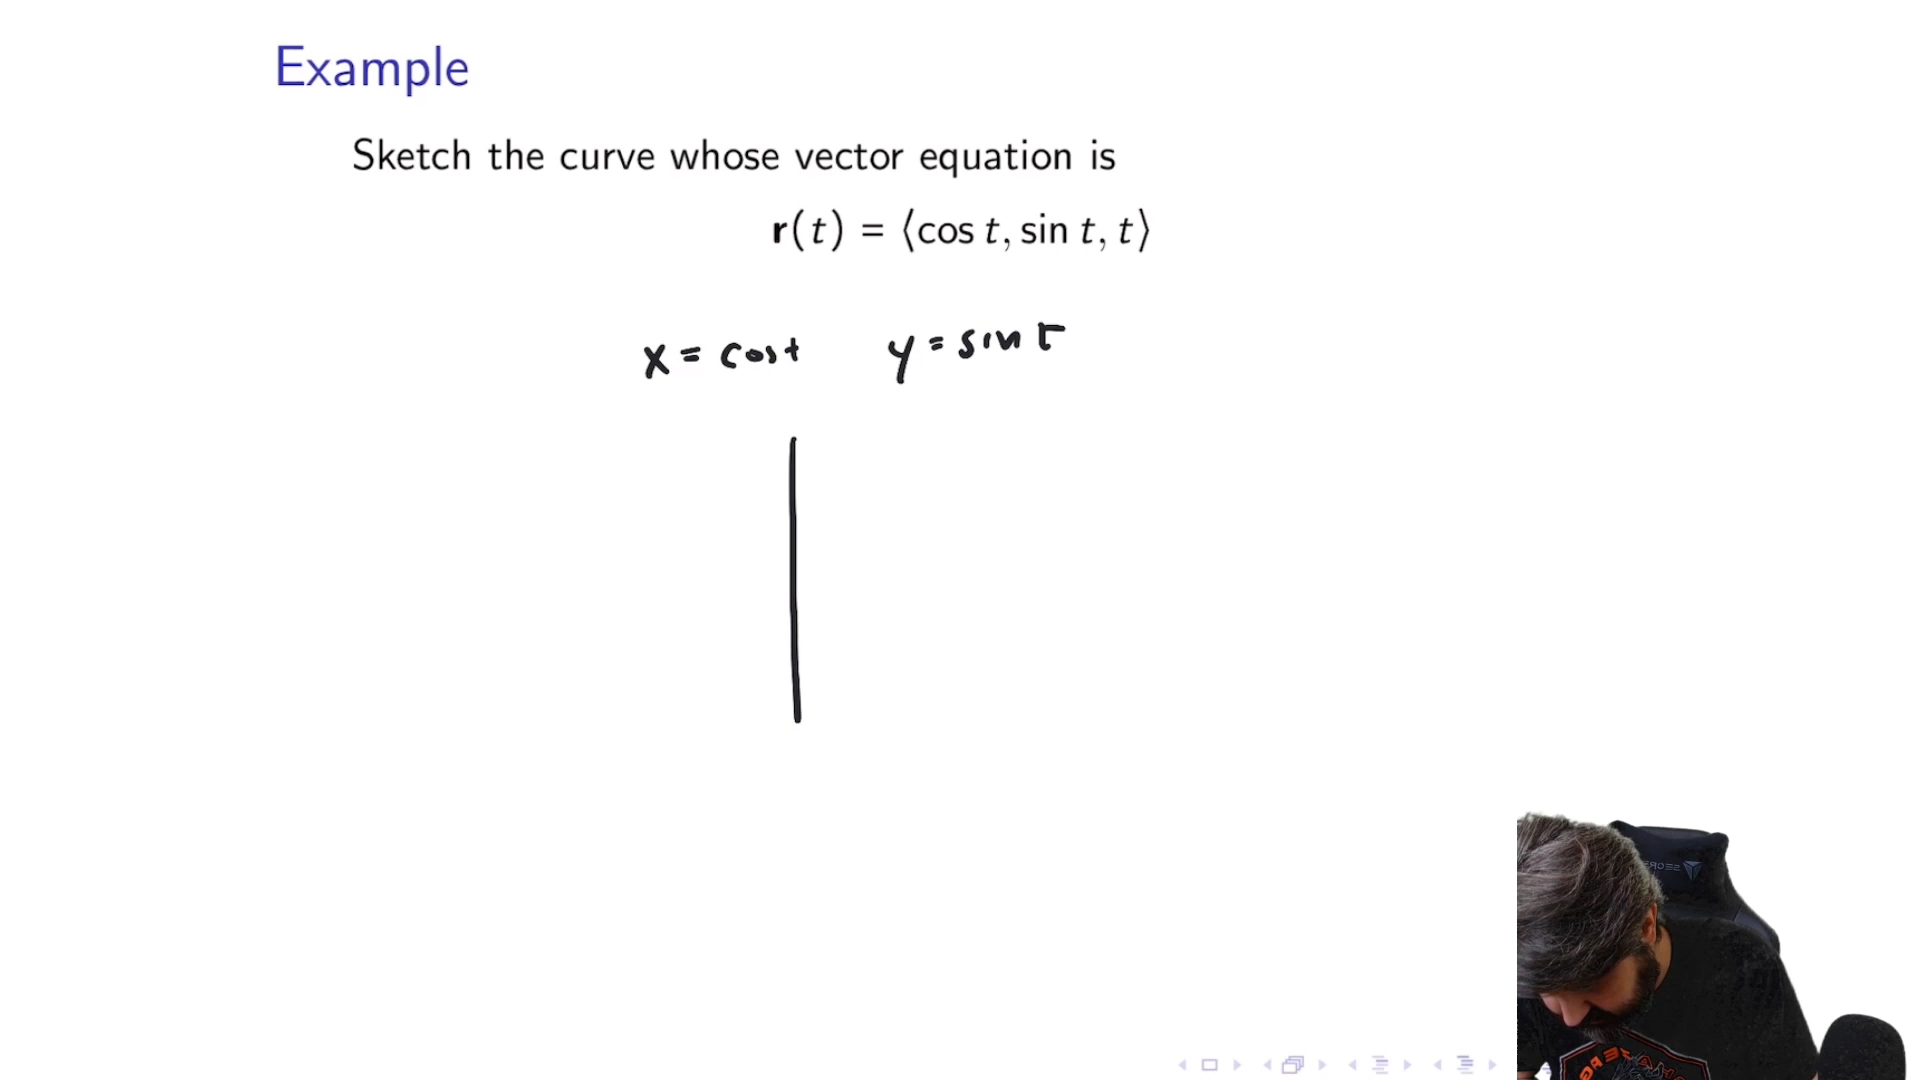 Example
Sketch the curve whose vector equation is
r(t) = ⟨cos t, sin t, t⟩
x = cos t y = sin t